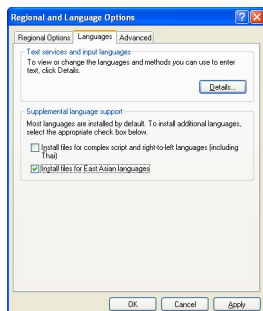 Regional and Language Options
Regional Options Languages Advanced
Text services and input languages
To view or change the languages and methods you can use to enter
text, click Details.
Details...
Supplemental language support
Most languages are installed by default. To install additional languages,
select the appropriate check box below.
Install files for complex script and right-to-left languages (including
Thai)
Install files for East Asian languages
OK Cancel Apply